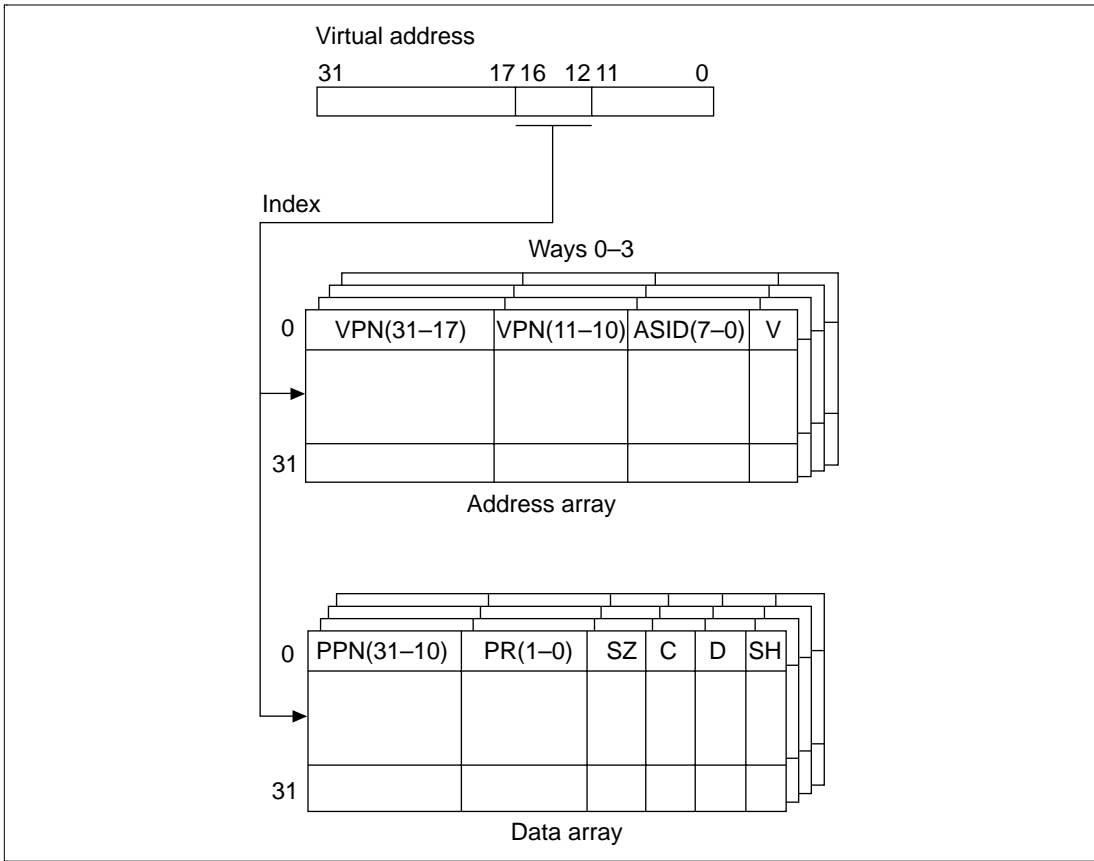 Virtual address
31 17 16 12 11 0
Index
Ways 0–3
0 VPN(31–17) VPN(11–10) ASID(7–0) V
31
Address array
0 PPN(31–10) PR(1–0) SZ C D SH
31
Data array